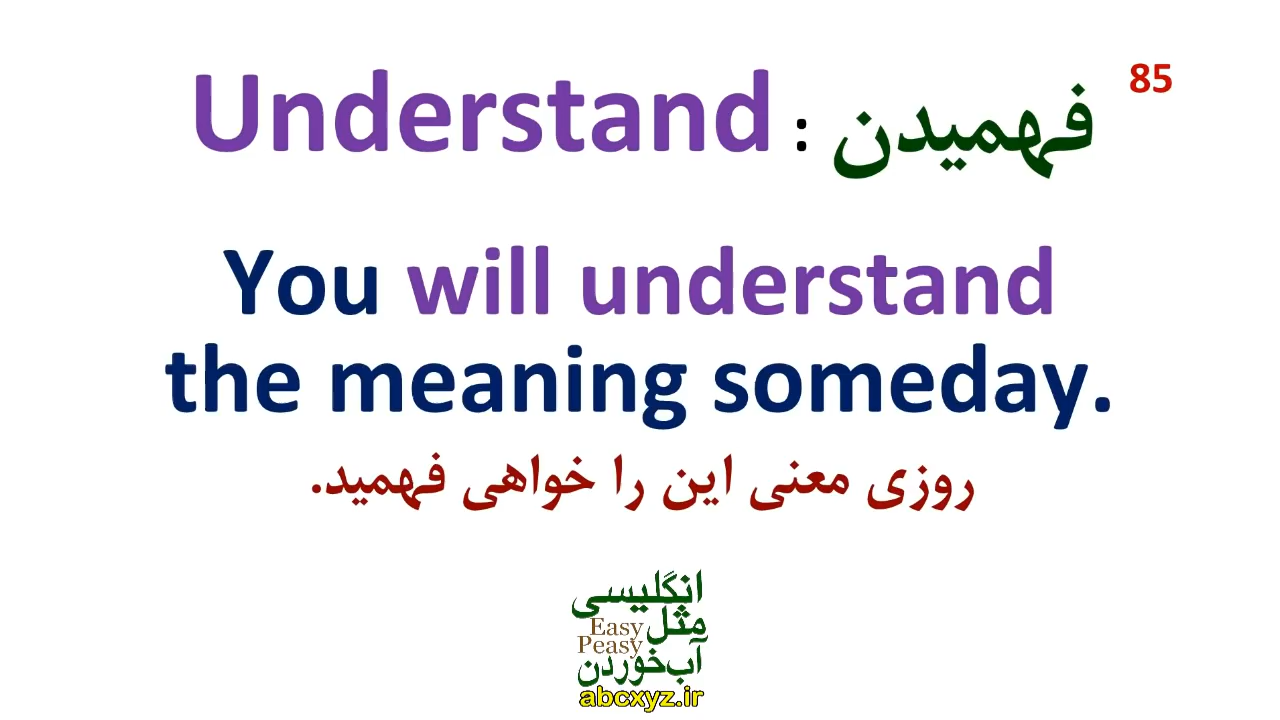 85
Understand : فهمیدن
You will understand
the meaning someday.
روزی معنی این را خواهی فهمید.
انگلیسی
مثل
Easy
Peasy
آب‌خوردن
abcxyz.ir